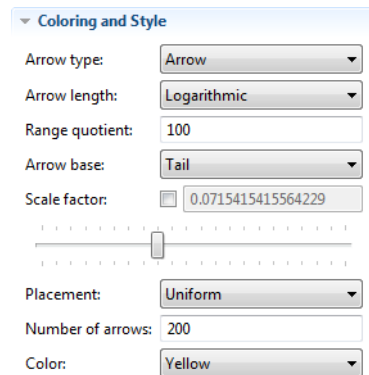 Coloring and Style
Arrow type: Arrow
Arrow length: Logarithmic
Range quotient: 100
Arrow base: Tail
Scale factor: 0.0715415415564229
Placement: Uniform
Number of arrows: 200
Color: Yellow